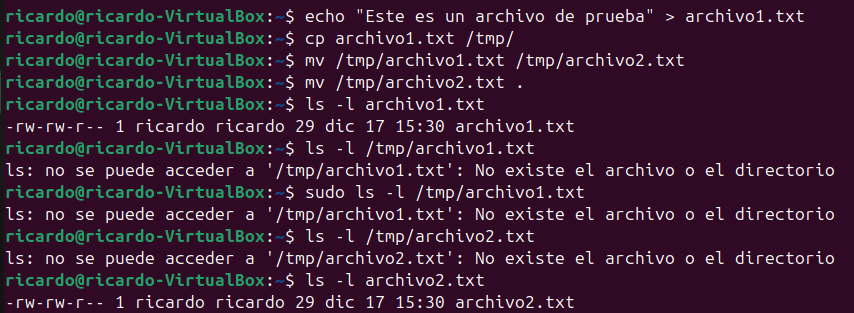 ricardo@ricardo-VirtualBox:~$ echo "Este es un archivo de prueba" > archivo1.txt
ricardo@ricardo-VirtualBox:~$ cp archivo1.txt /tmp/
ricardo@ricardo-VirtualBox:~$ mv /tmp/archivo1.txt /tmp/archivo2.txt
ricardo@ricardo-VirtualBox:~$ mv /tmp/archivo2.txt .
ricardo@ricardo-VirtualBox:~$ ls -l archivo1.txt
-rw-rw-r-- 1 ricardo ricardo 29 dic 17 15:30 archivo1.txt
ricardo@ricardo-VirtualBox:~$ ls -l /tmp/archivo1.txt
ls: no se puede acceder a '/tmp/archivo1.txt': No existe el archivo o el directorio
ricardo@ricardo-VirtualBox:~$ sudo ls -l /tmp/archivo1.txt
ls: no se puede acceder a '/tmp/archivo1.txt': No existe el archivo o el directorio
ricardo@ricardo-VirtualBox:~$ ls -l /tmp/archivo2.txt
ls: no se puede acceder a '/tmp/archivo2.txt': No existe el archivo o el directorio
ricardo@ricardo-VirtualBox:~$ ls -l archivo2.txt
-rw-rw-r-- 1 ricardo ricardo 29 dic 17 15:30 archivo2.txt